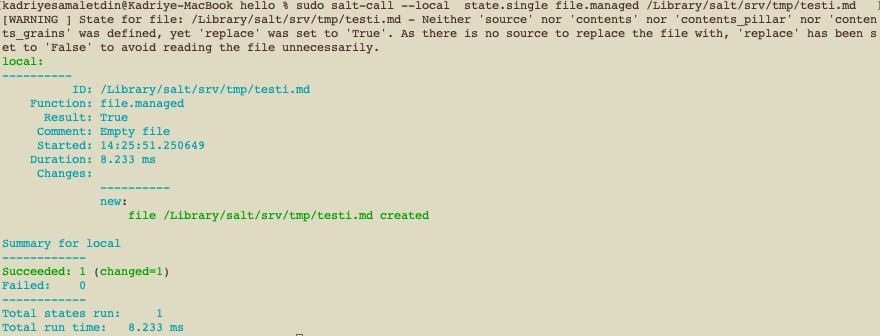 [kadriyesamaletdin@Kadriye-MacBook hello % sudo salt-call --local  state.single file.managed /Library/salt/srv/tmp/testi.md   ]
[WARNING ] State for file: /Library/salt/srv/tmp/testi.md - Neither 'source' nor 'contents' nor 'contents_pillar' nor 'conten
ts_grains' was defined, yet 'replace' was set to 'True'. As there is no source to replace the file with, 'replace' has been s
et to 'False' to avoid reading the file unnecessarily.
local:
----------
          ID: /Library/salt/srv/tmp/testi.md
    Function: file.managed
      Result: True
     Comment: Empty file
     Started: 14:25:51.250649
    Duration: 8.233 ms
     Changes:
              ----------
              new:
                  file /Library/salt/srv/tmp/testi.md created

Summary for local
------------
Succeeded: 1 (changed=1)
Failed:    0
------------
Total states run:     1
Total run time:   8.233 ms